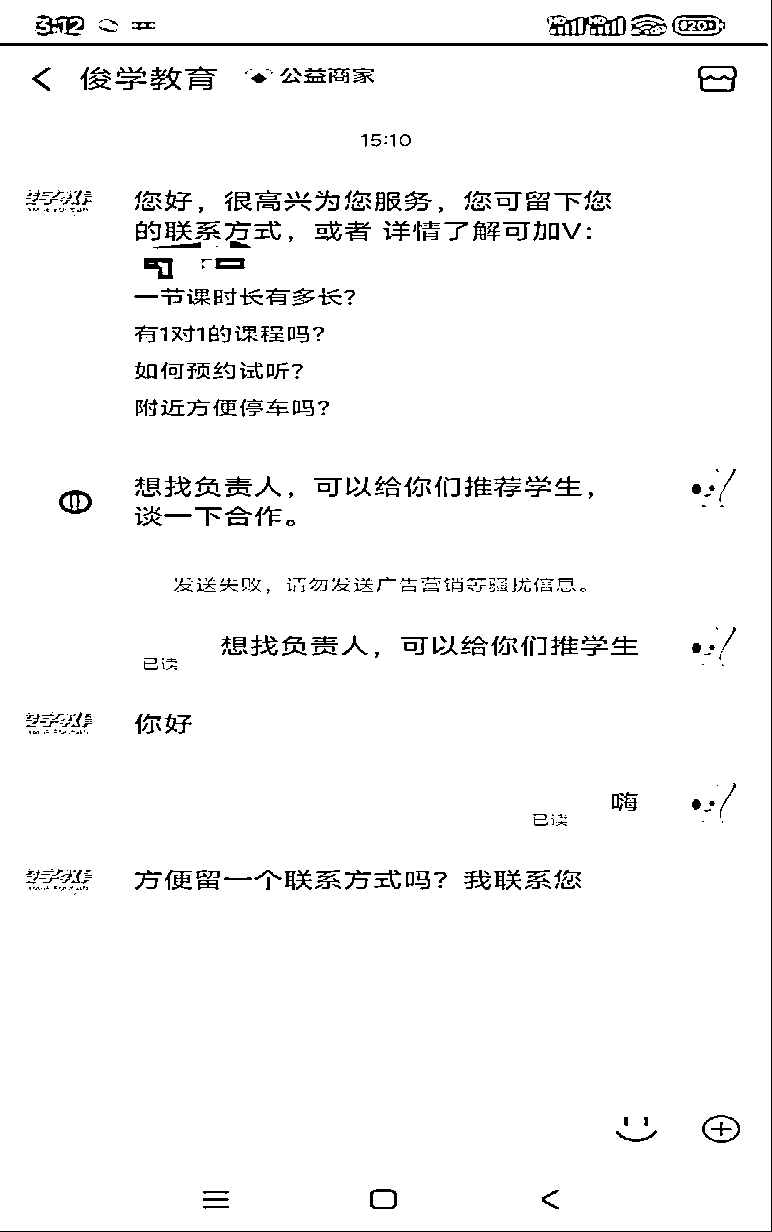 3:12
820
俊学教育 公益商家
15:10
您好，很高兴为您服务，您可留下您
的联系方式，或者 详情了解可加V：
一节课时长有多长？
有1对1的课程吗？
如何预约试听？
附近方便停车吗？
想找负责人，可以给你们推荐学生，
谈一下合作。
发送失败，请勿发送广告营销等骚扰信息。
想找负责人，可以给你们推学生
已读
你好
嗨
已读
方便留一个联系方式吗？我联系您